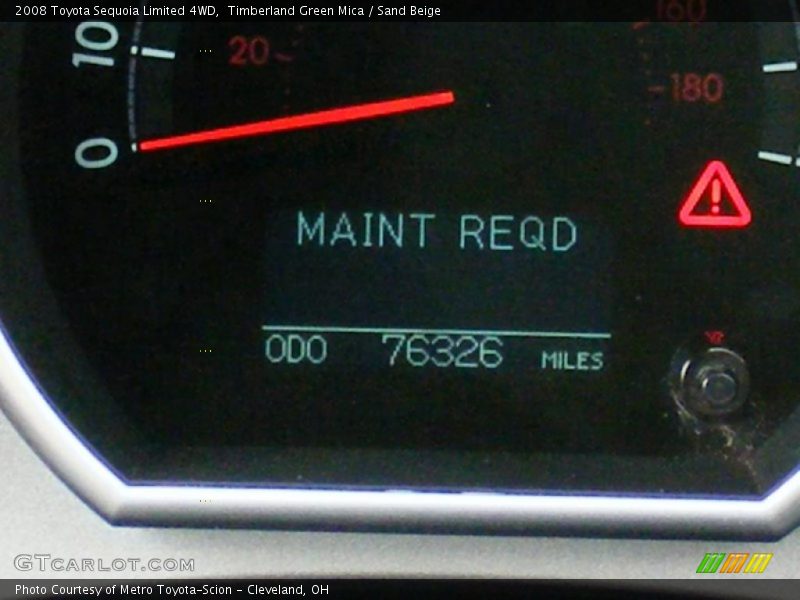 2008 Toyota Sequoia Limited 4WD,  Timberland Green Mica / Sand Beige
160
10
20
180
0
MAINT REQD
ODO 76326 MILES
GTCARLOT.COM
Photo Courtesy of Metro Toyota-Scion - Cleveland, OH